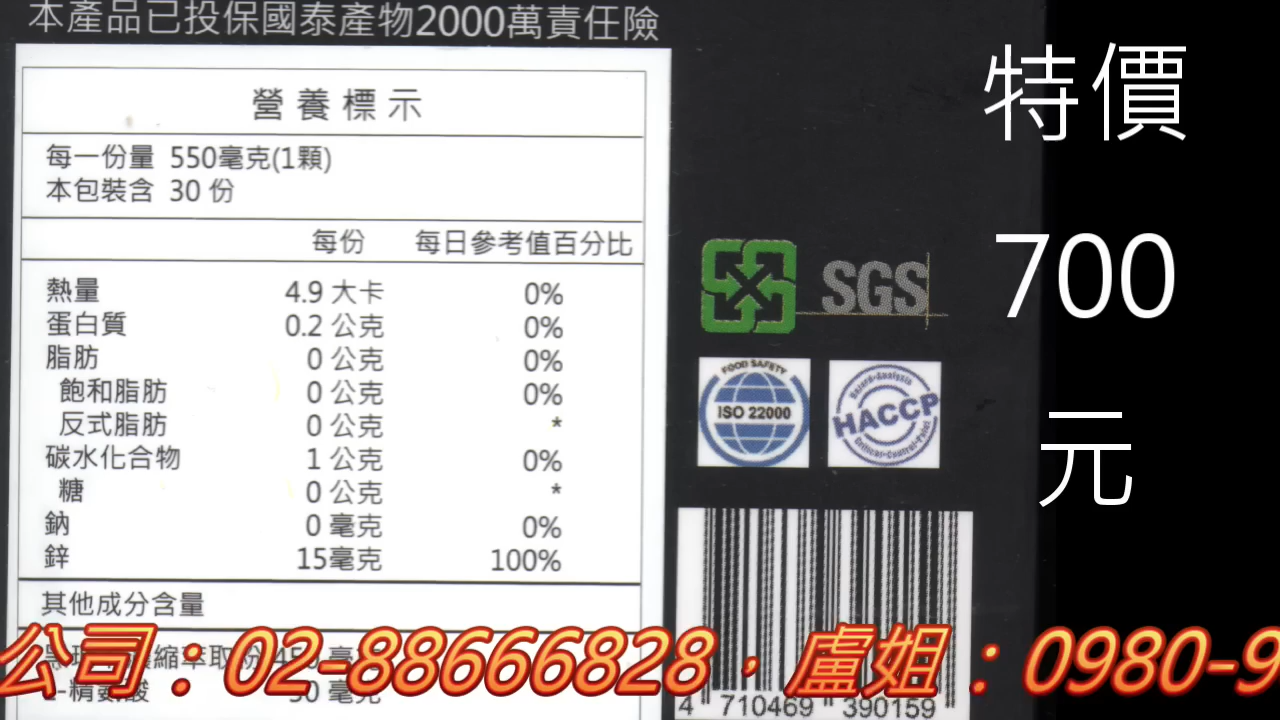 本產品已投保國泰產物2000萬責任險
營養標示
每一份量 550毫克(1顆)
本包裝含 30 份
每份 每日參考值百分比
熱量 4.9 大卡 0%
蛋白質 0.2 公克 0%
脂肪 0 公克 0%
飽和脂肪 0 公克 0%
反式脂肪 0 公克 *
碳水化合物 1 公克 0%
糖 0 公克 *
鈉 0 毫克 0%
鋅 15毫克 100%
其他成分含量
SGS
FOOD SAFETY
ISO 22000
Hazard-Analysis
HACCP
Critical-Control-Point
4 710469 390159
特價
700
元
公司：02-88666828，盧姐：0980-9